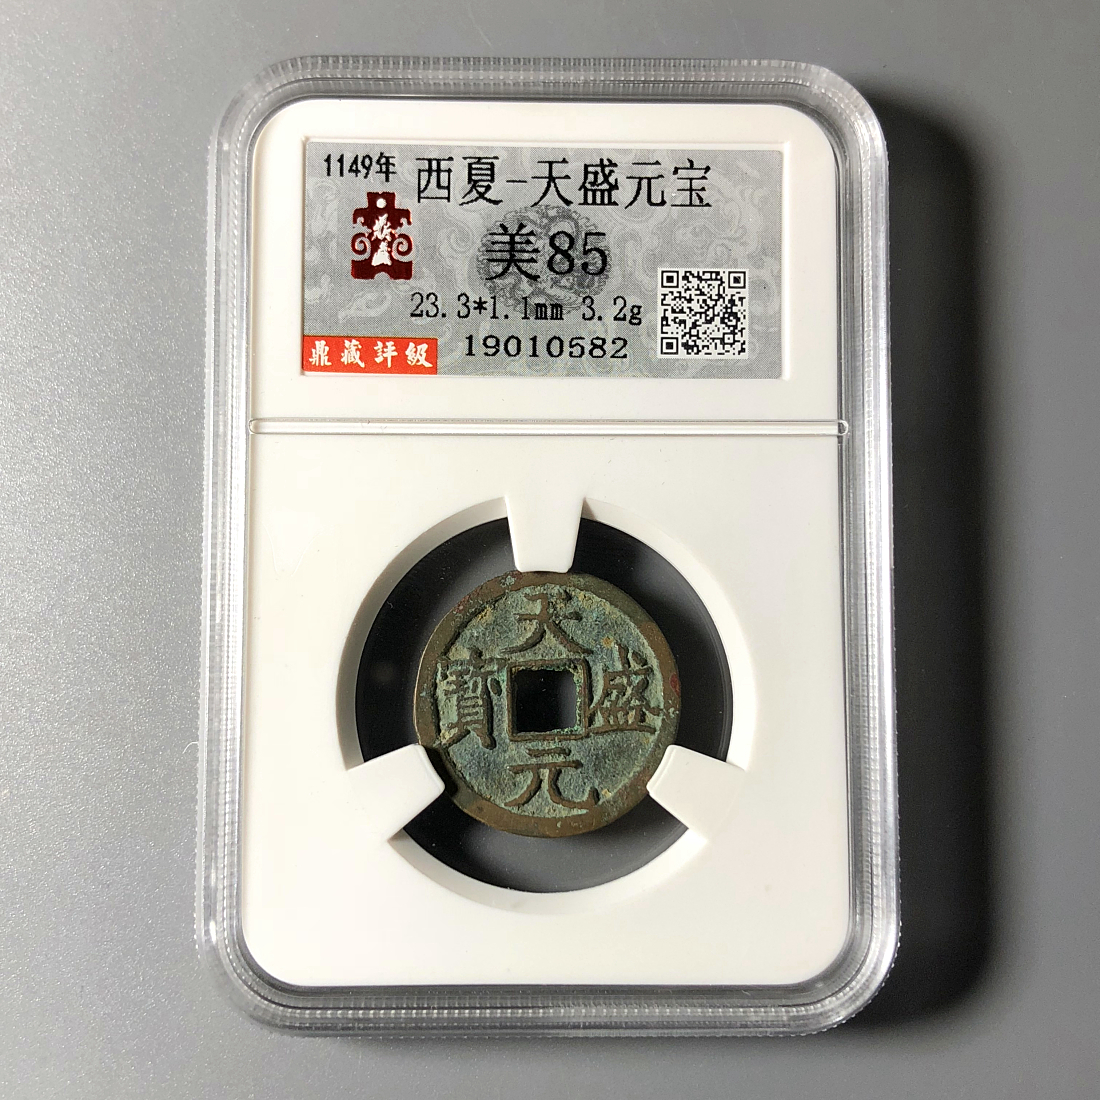 1149年 西夏-天盛元宝
美85
23.3*1.1mm 3.2g
鼎藏評級 19010582
天
寶 盛
元